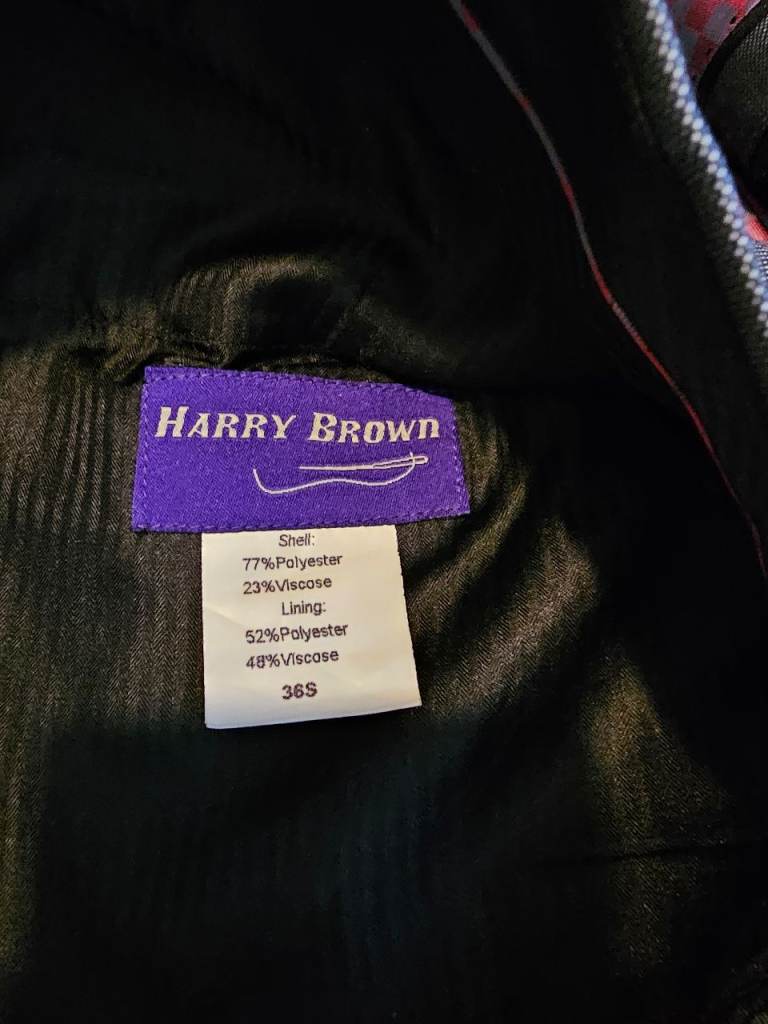 HARRY BROWN
Shell:
77%Polyester
23%Viscose
Lining:
52%Polyester
48%Viscose
36S